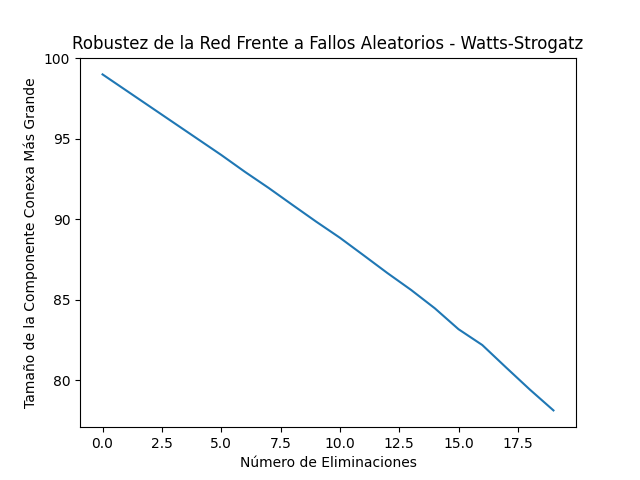 Robustez de la Red Frente a Fallos Aleatorios - Watts-Strogatz
Tamaño de la Componente Conexa Más Grande
100
95
90
85
80
0.0 2.5 5.0 7.5 10.0 12.5 15.0 17.5
Número de Eliminaciones